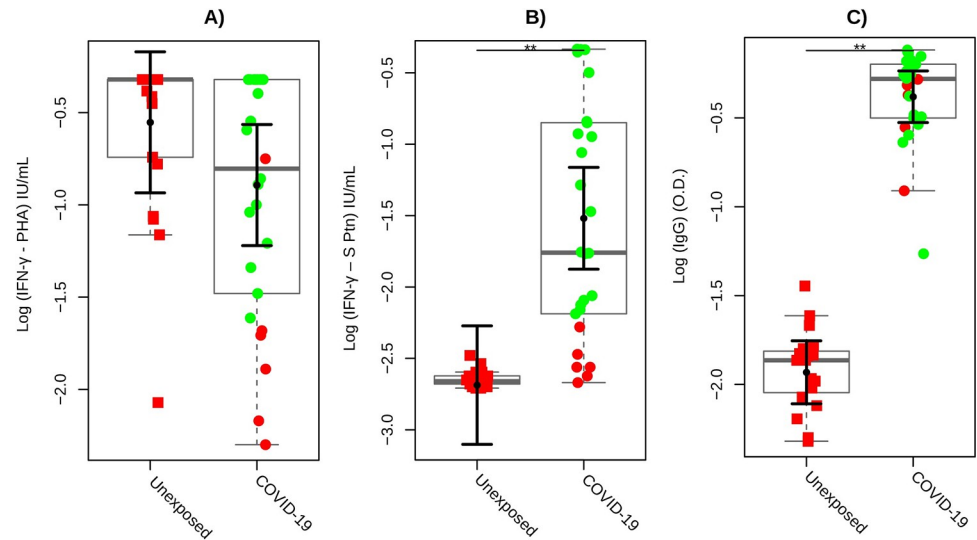 A)
Log (IFN-γ - PHA) IU/mL
−0.5
−1.0
−1.5
−2.0
Unexposed
COVID-19
B)
**
Log (IFN-γ – S Ptn) IU/mL
−0.5
−1.0
−1.5
−2.0
−2.5
−3.0
Unexposed
COVID-19
C)
**
Log (IgG) (O.D.)
−0.5
−1.0
−1.5
−2.0
Unexposed
COVID-19